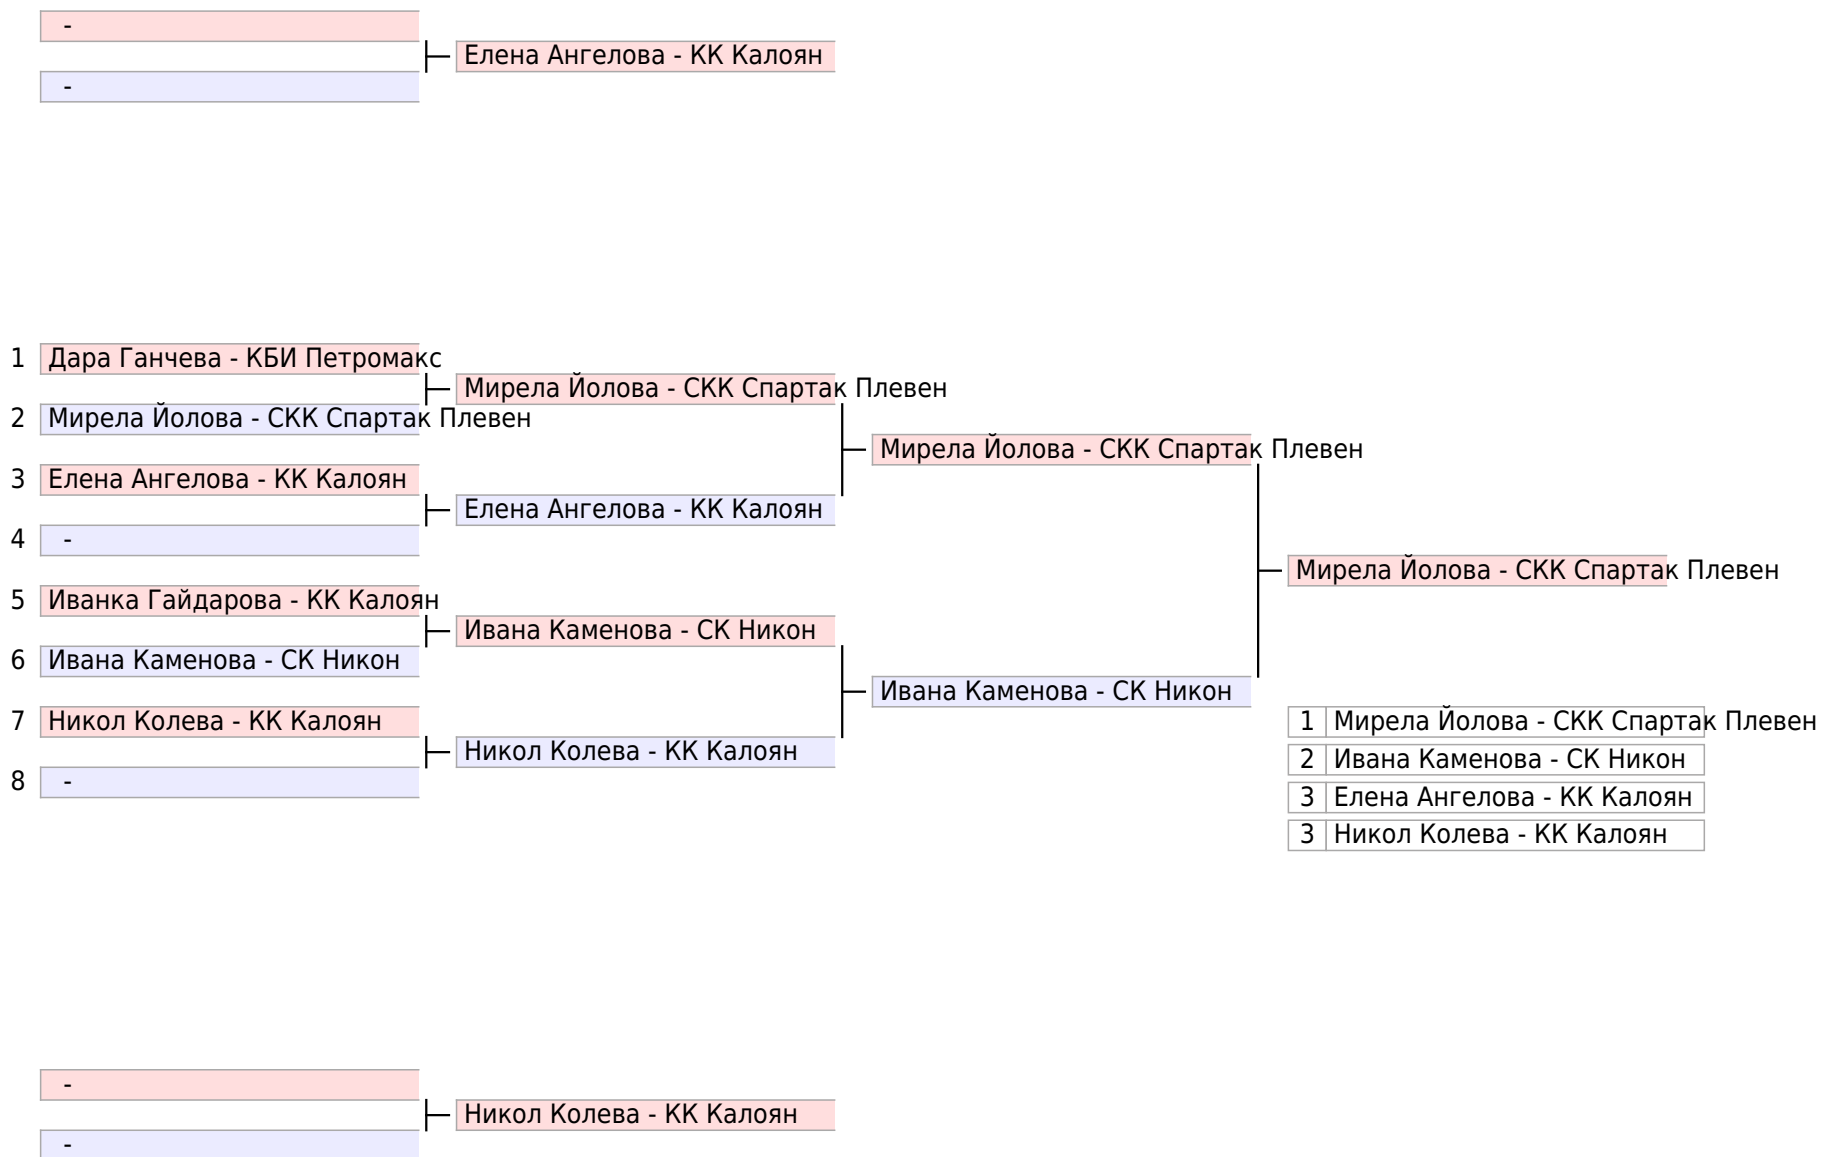 -
Елена Ангелова - КК Калоян
-
1 Дара Ганчева - КБИ Петромакс
Мирела Йолова - СКК Спартак Плевен
2 Мирела Йолова - СКК Спартак Плевен
Мирела Йолова - СКК Спартак Плевен
3 Елена Ангелова - КК Калоян
Елена Ангелова - КК Калоян
4 -
Мирела Йолова - СКК Спартак Плевен
5 Иванка Гайдарова - КК Калоян
Ивана Каменова - СК Никон
6 Ивана Каменова - СК Никон
Ивана Каменова - СК Никон
7 Никол Колева - КК Калоян
Никол Колева - КК Калоян
8 -
1 Мирела Йолова - СКК Спартак Плевен
2 Ивана Каменова - СК Никон
3 Елена Ангелова - КК Калоян
3 Никол Колева - КК Калоян
-
Никол Колева - КК Калоян
-